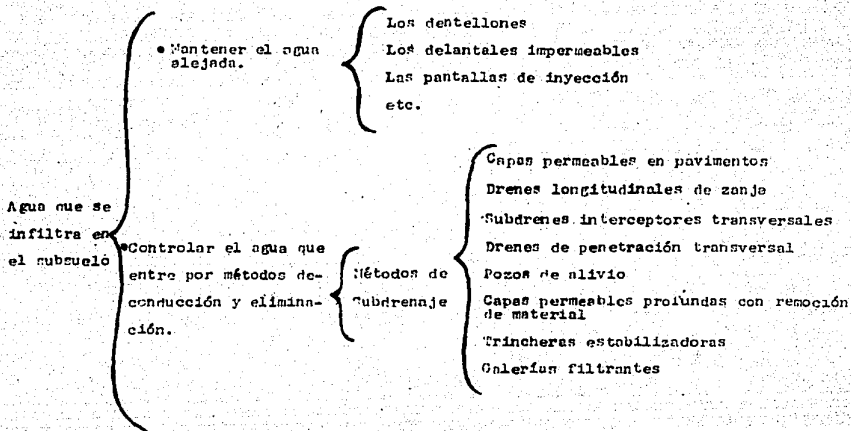 Agua que se
infiltra en
el subsuelo
• Mantener el agua
alejada.
Los dentellones
Los delantales impermeables
Las pantallas de inyección
etc.
•Controlar el agua que
entre por métodos de-
conducción y elimina-
ción.
Métodos de
Subdrenaje
Capas permeables en pavimentos
Drenes longitudinales de zanja
Subdrenes interceptores transversales
Drenes de penetración transversal
Pozos de alivio
Capas permeables profundas con remoción
de material
Trincheras estabilizadoras
Galerías filtrantes